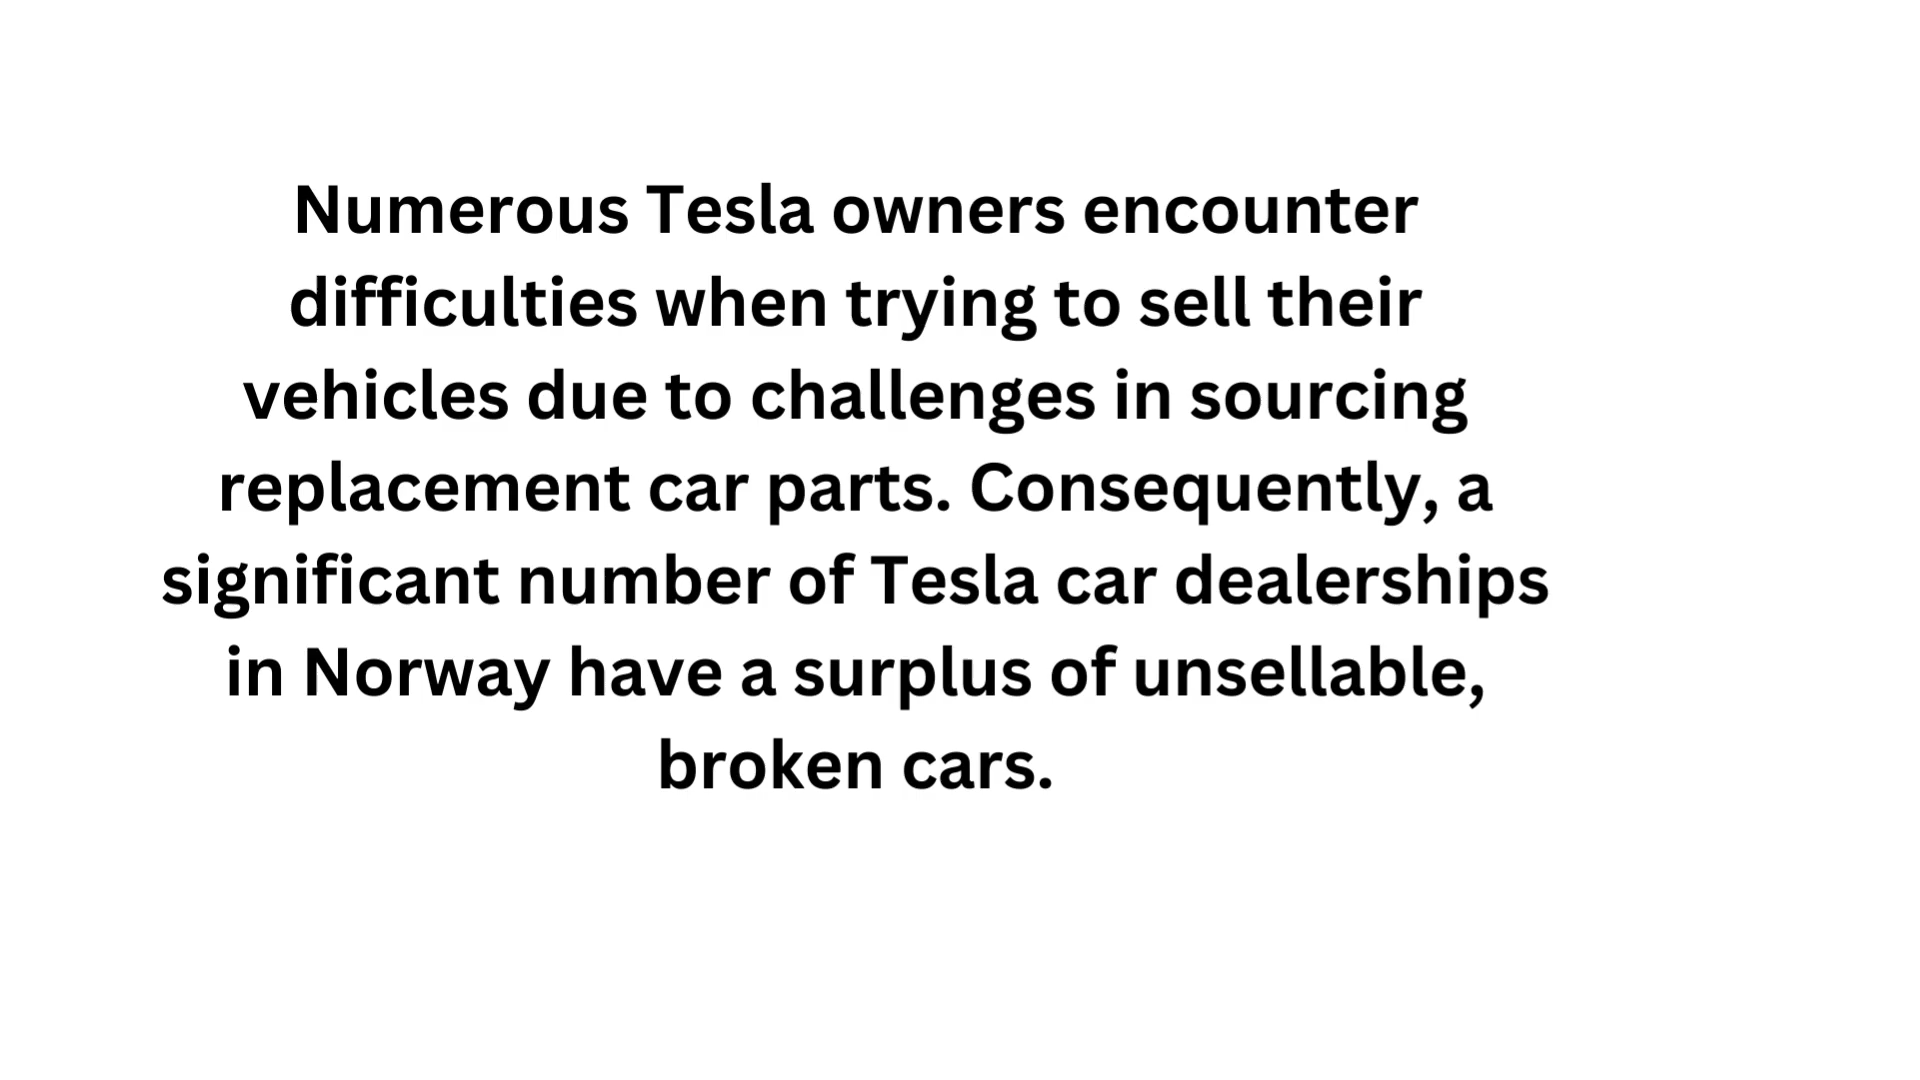 Numerous Tesla owners encounter
difficulties when trying to sell their
vehicles due to challenges in sourcing
replacement car parts. Consequently, a
significant number of Tesla car dealerships
in Norway have a surplus of unsellable,
broken cars.